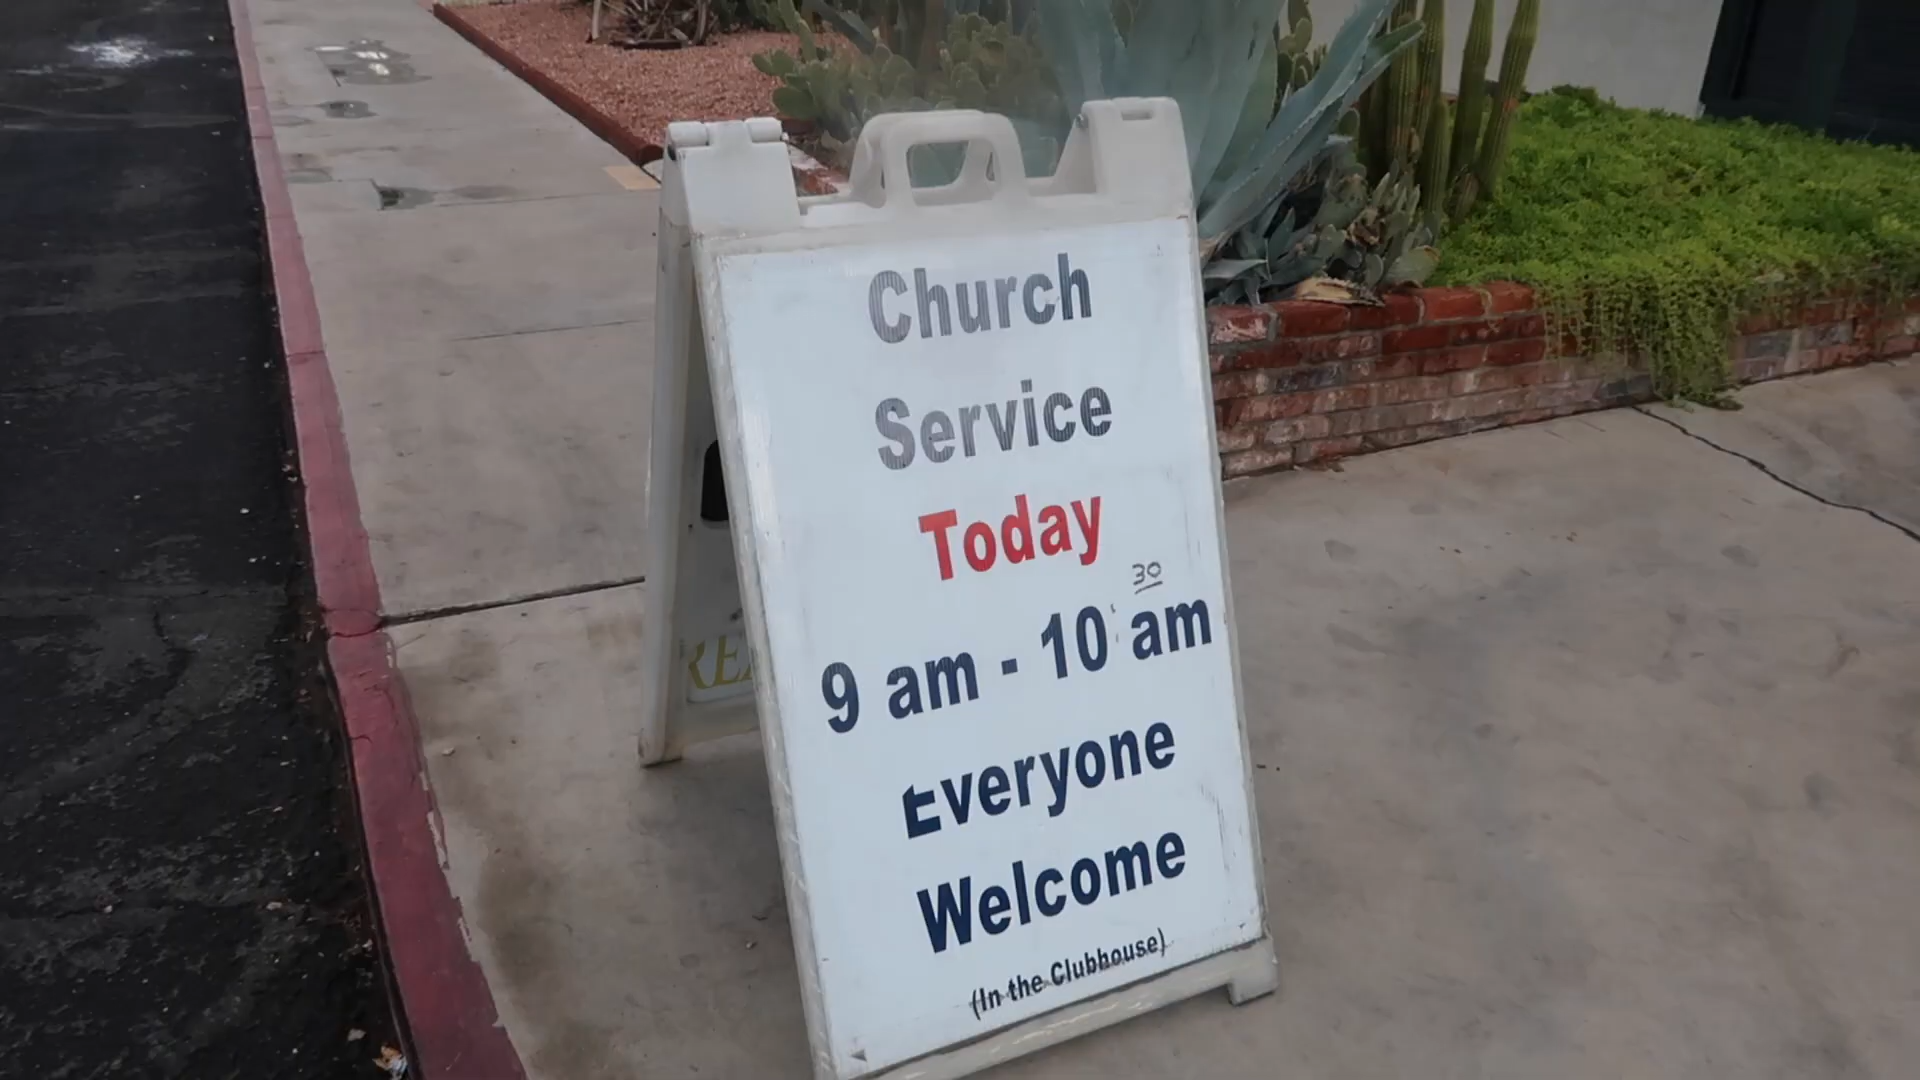 Church
Service
Today
30
9 am - 10: am
Everyone
Welcome
(In the Clubhouse)